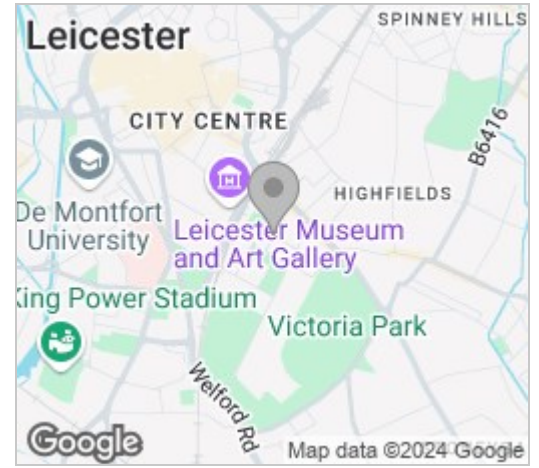 SPINNEY HILLS
Leicester
CITY CENTRE
B6416
HIGHFIELDS
De Montfort
University
Leicester Museum
and Art Gallery
King Power Stadium
Victoria Park
Welford Rd
Google
Map data ©2024 Google